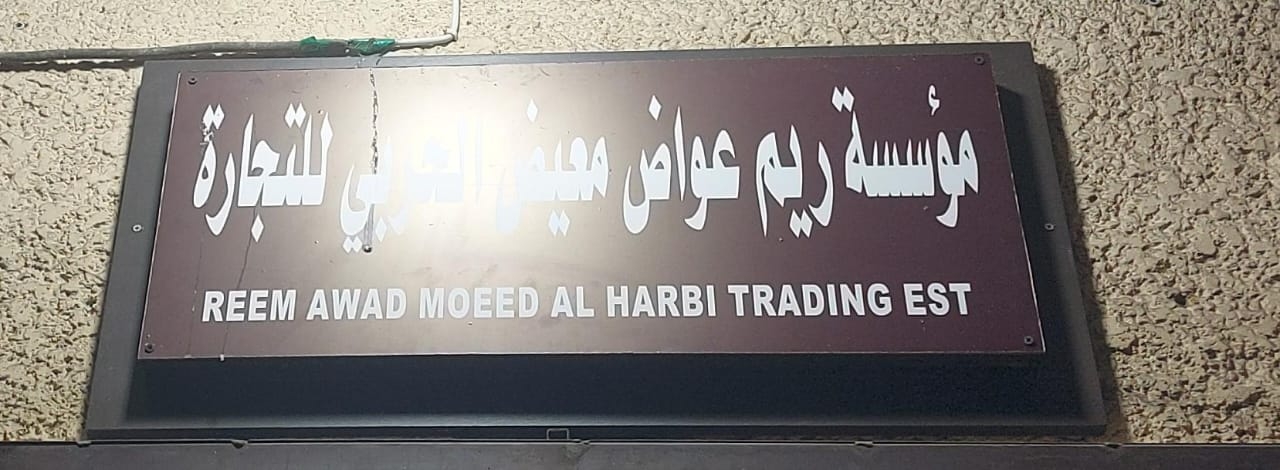 مؤسسة ريم عواض معيض الحربي للتجارة
REEM AWAD MOEED AL HARBI TRADING EST